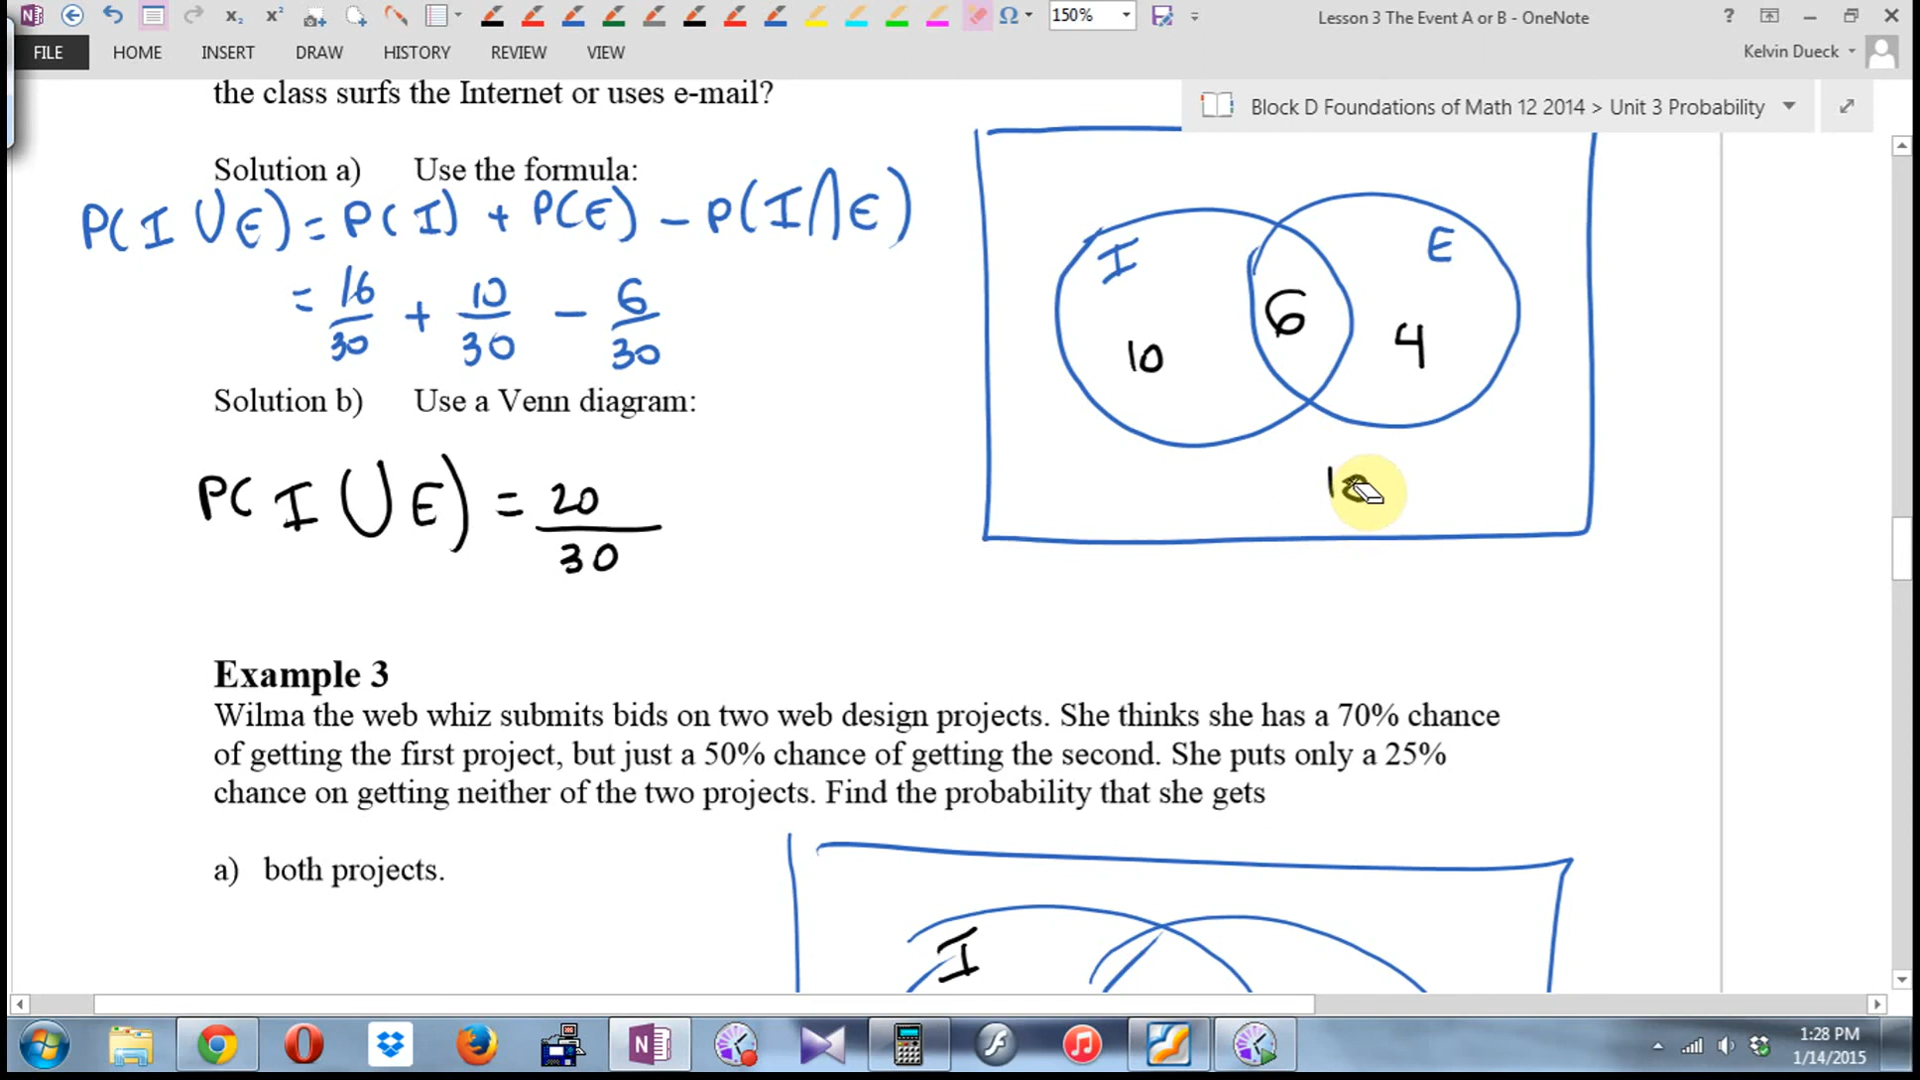 x₂ x² Ω 150% Lesson 3 The Event A or B - OneNote ?
FILE HOME INSERT DRAW HISTORY REVIEW VIEW Kelvin Dueck
the class surfs the Internet or uses e-mail?
Block D Foundations of Math 12 2014 > Unit 3 Probability
Solution a) Use the formula:
P(I ∪ E) = P(I) + P(E) - P(I ∩ E)
= 16/30 + 10/30 - 6/30
I E
10 6 4
Solution b) Use a Venn diagram:
P(I ∪ E) = 20/30
Example 3
Wilma the web whiz submits bids on two web design projects. She thinks she has a 70% chance
of getting the first project, but just a 50% chance of getting the second. She puts only a 25%
chance on getting neither of the two projects. Find the probability that she gets
a) both projects.
I
1:28 PM
1/14/2015